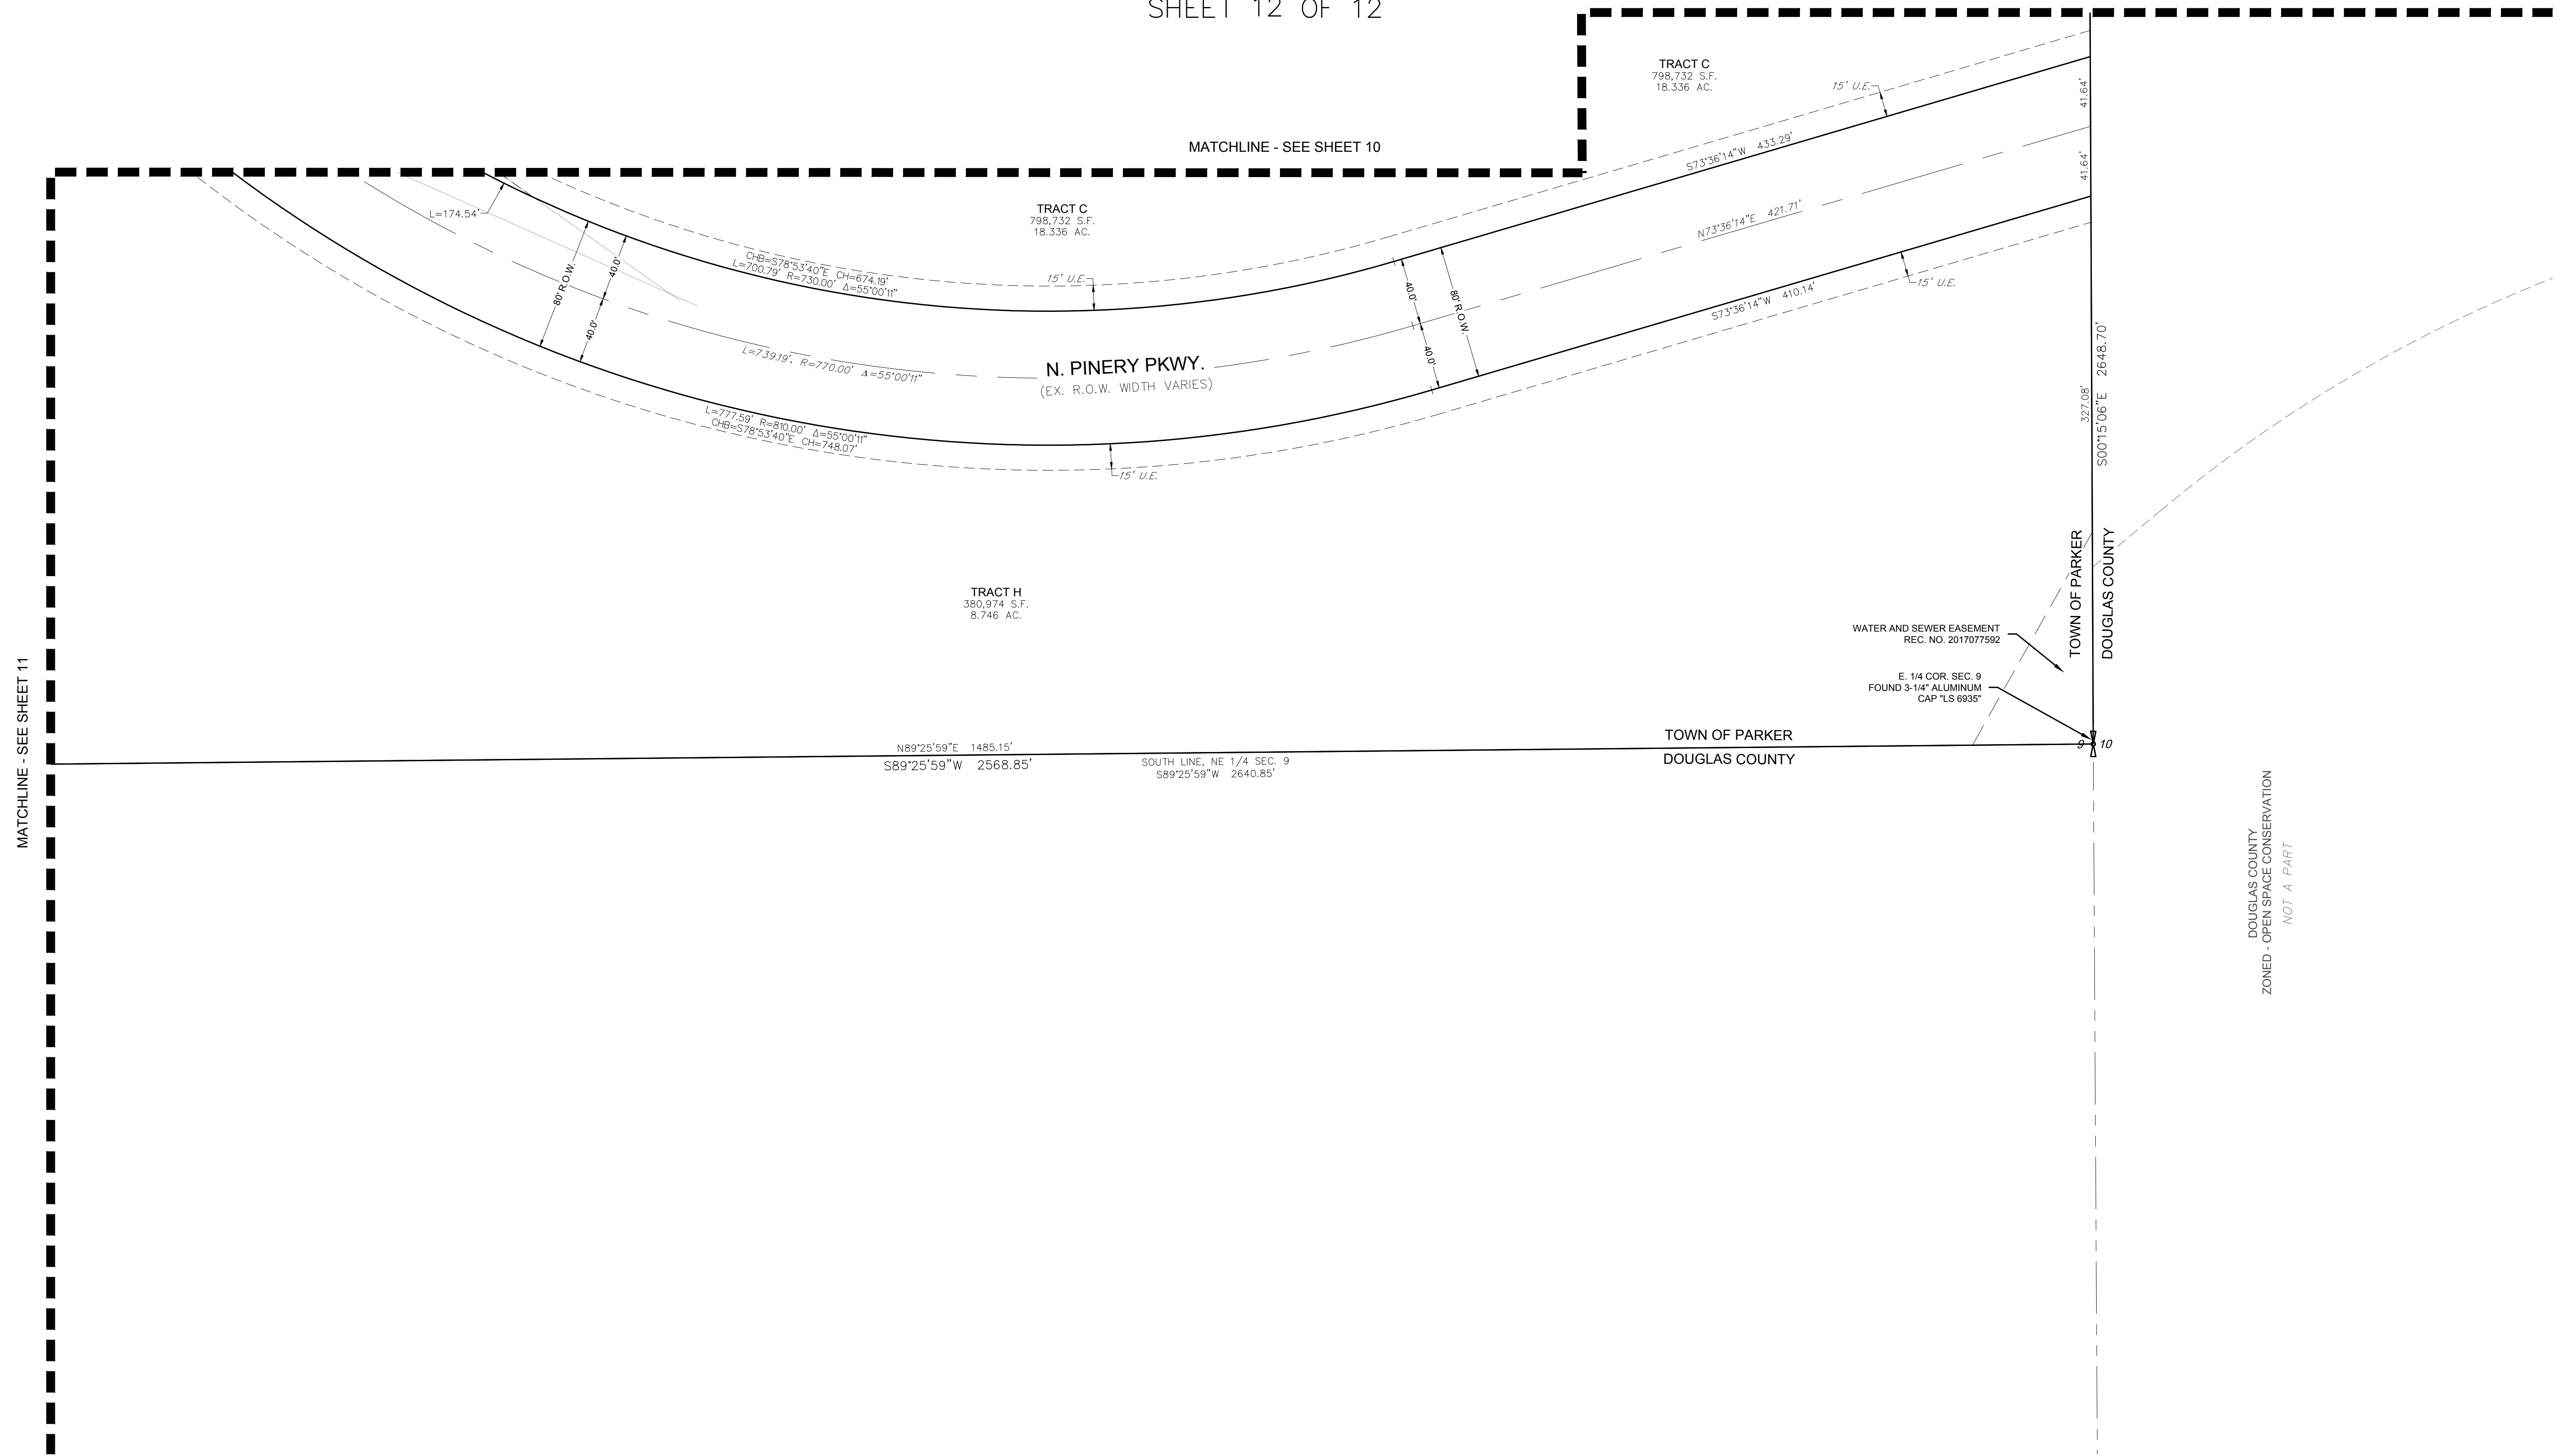 SHEET 12 OF 12
TRACT C
798,732 S.F.
18.336 AC.
15' U.E.
41.64'
MATCHLINE - SEE SHEET 10
S73°36'14"W 433.29'
41.64'
L=174.54'
TRACT C
798,732 S.F.
18.336 AC.
N73°36'14"E 421.71'
80' R.O.W.
40.0'
40.0'
CHB=S78°53'40"E CH=674.19'
L=700.79' R=730.00' Δ=55°00'11"
15' U.E.
40.0'
80' R.O.W.
40.0'
S73°36'14"W 410.14'
15' U.E.
L=739.19', R=770.00' Δ=55°00'11"
N. PINERY PKWY.
(EX. R.O.W. WIDTH VARIES)
L=777.59' R=810.00' Δ=55°00'11"
CHB=S78°53'40"E CH=748.07'
15' U.E.
327.08'
S00°15'06"E 2648.70'
TRACT H
380,974 S.F.
8.746 AC.
TOWN OF PARKER
DOUGLAS COUNTY
WATER AND SEWER EASEMENT
REC. NO. 2017077592
E. 1/4 COR. SEC. 9
FOUND 3-1/4" ALUMINUM
CAP "LS 6935"
MATCHLINE - SEE SHEET 11
N89°25'59"E 1485.15'
S89°25'59"W 2568.85'
SOUTH LINE, NE 1/4 SEC. 9
S89°25'59"W 2640.85'
TOWN OF PARKER
DOUGLAS COUNTY
9 10
DOUGLAS COUNTY
ZONED - OPEN SPACE CONSERVATION
NOT A PART